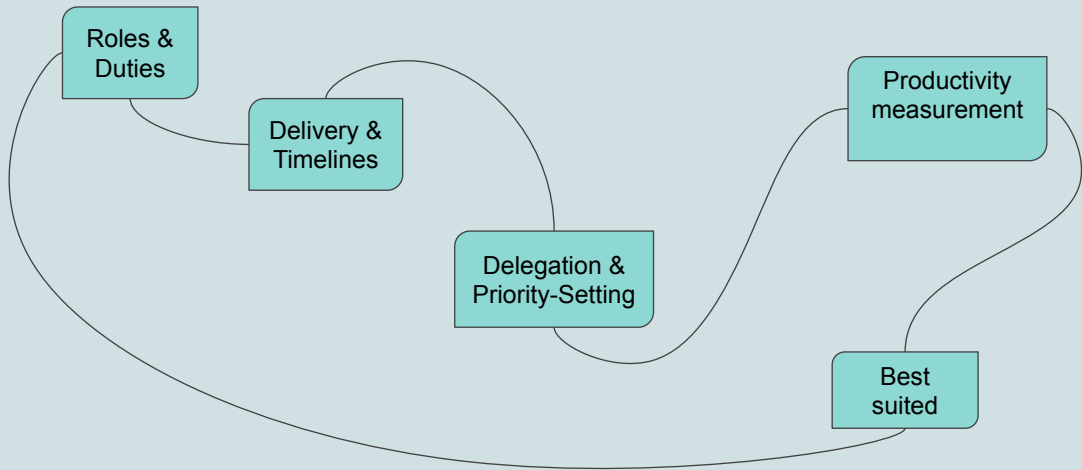 Roles &
Duties
Delivery &
Timelines
Delegation &
Priority-Setting
Productivity
measurement
Best
suited